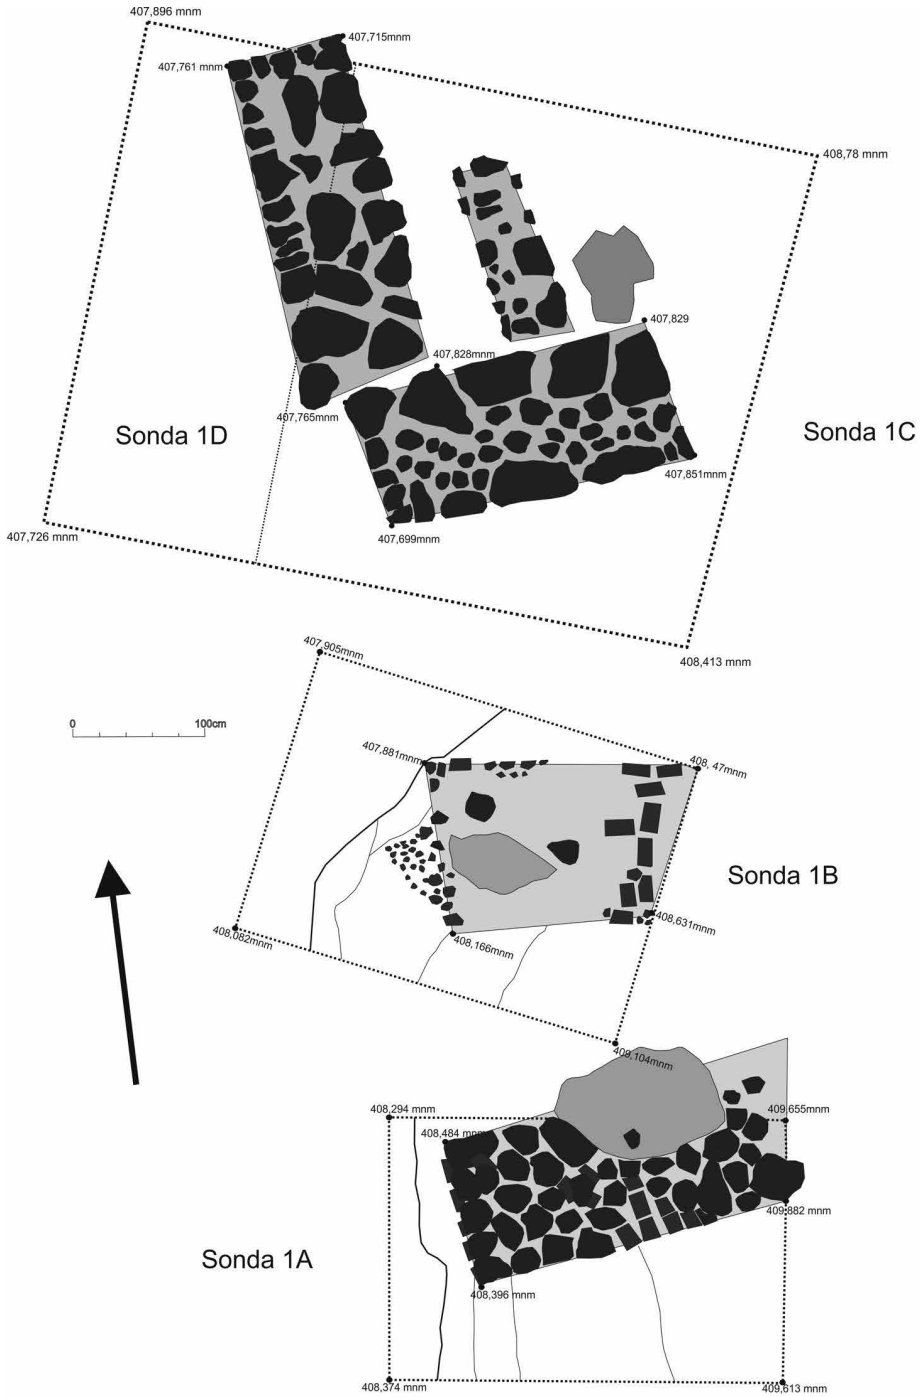 407,896 mnm
407,715mnm
407,761 mnm
408,78 mnm
407,829
407,828mnm
407,765mnm
Sonda 1D
Sonda 1C
407,851mnm
407,699mnm
407,726 mnm
407,905mnm
408,413 mnm
0
100cm
407,881mnm
408, 47mnm
Sonda 1B
408,631mnm
408,082mnm
408,166mnm
408,104mnm
408,294 mnm
409,655mnm
408,484 mnm
409,882 mnm
Sonda 1A
408,396 mnm
408,374 mnm
409,613 mnm